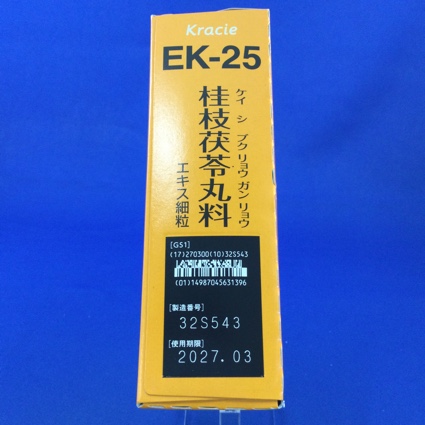 Kracie
EK-25
桂枝茯苓丸料
ケイ シ ブク リョウ ガン リョウ
エキス細粒
[GS1]
(17)270300(10)32S543
(01)14987045631396
[製造番号]
32S543
[使用期限]
2027.03